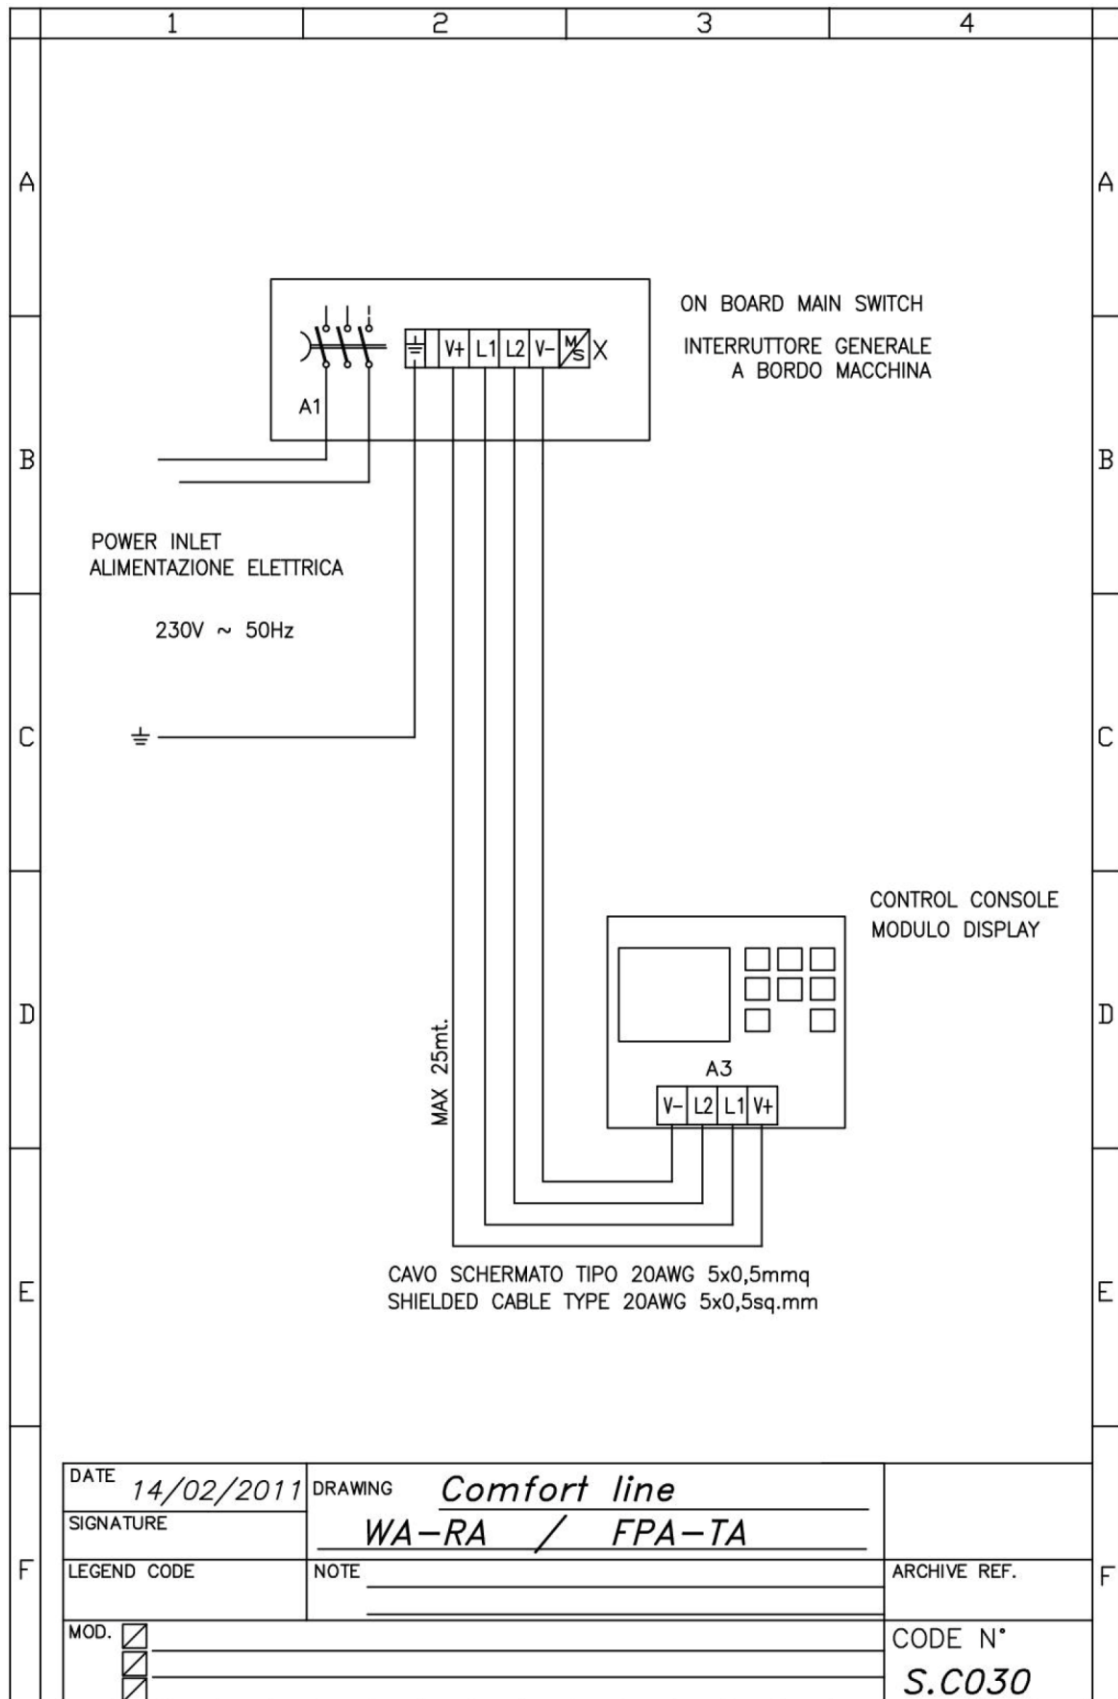 1 2 3 4
A A
ON BOARD MAIN SWITCH
INTERRUTTORE GENERALE
A BORDO MACCHINA
V+ L1 L2 V- M/S X
A1
B B
POWER INLET
ALIMENTAZIONE ELETTRICA
230V ~ 50Hz
C C
CONTROL CONSOLE
MODULO DISPLAY
D D
MAX 25mt.
A3
V- L2 L1 V+
CAVO SCHERMATO TIPO 20AWG 5x0,5mmq
SHIELDED CABLE TYPE 20AWG 5x0,5sq.mm
E E
DATE 14/02/2011 DRAWING Comfort line
SIGNATURE WA-RA / FPA-TA
F F
LEGEND CODE NOTE ARCHIVE REF.
MOD. CODE N°
S.C030